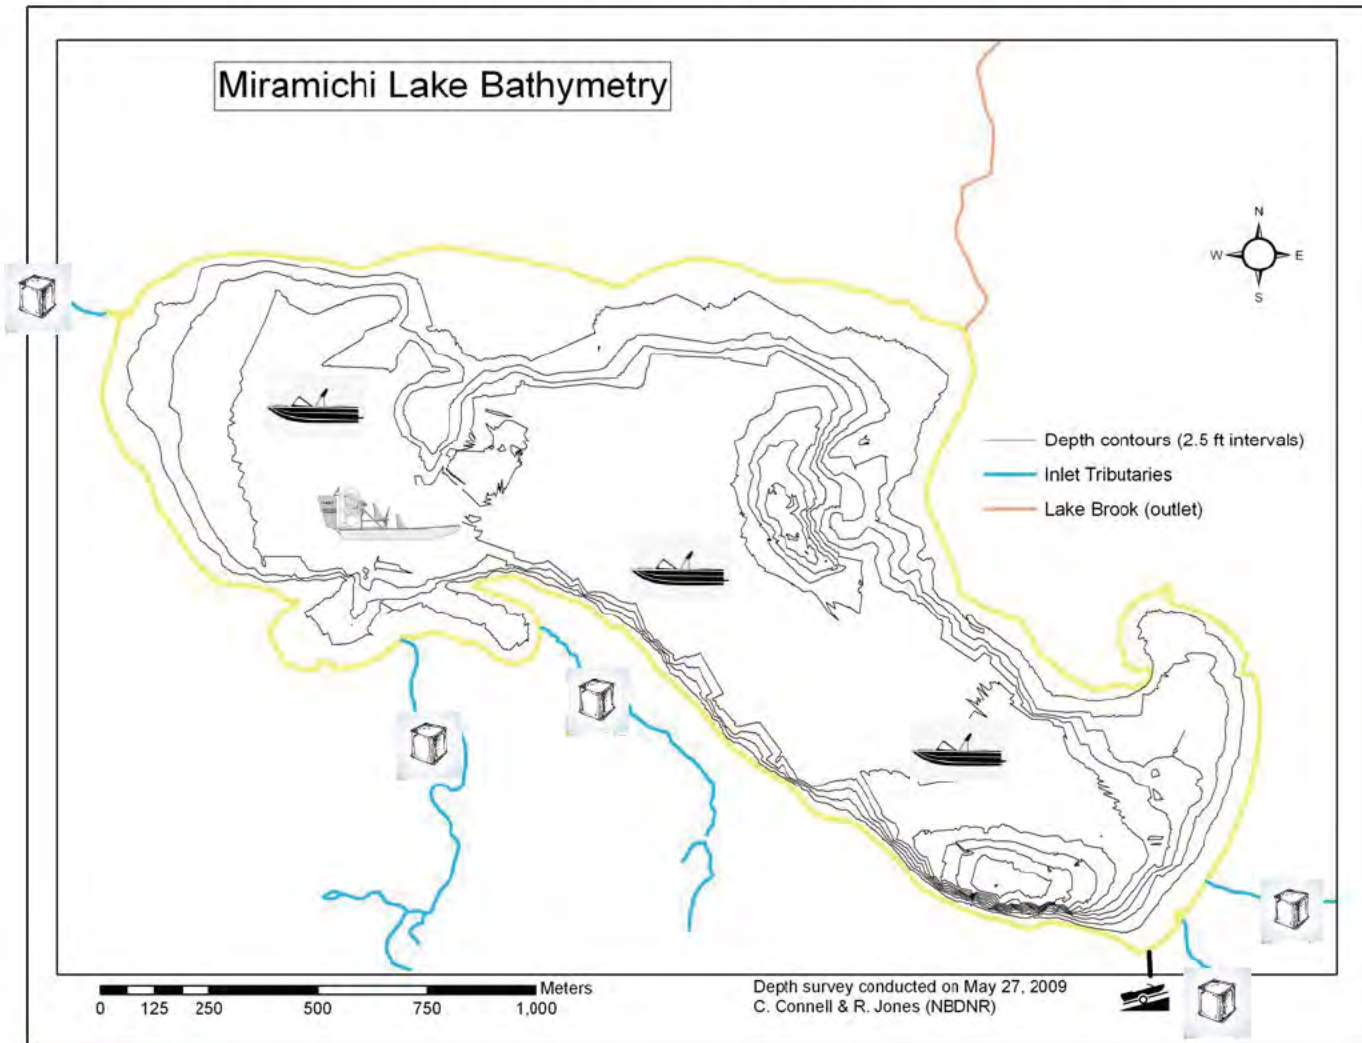 Miramichi Lake Bathymetry
N
W E
S
Depth contours (2.5 ft intervals)
Inlet Tributaries
Lake Brook (outlet)
Meters
0 125 250 500 750 1,000
Depth survey conducted on May 27, 2009
C. Connell & R. Jones (NBDNR)